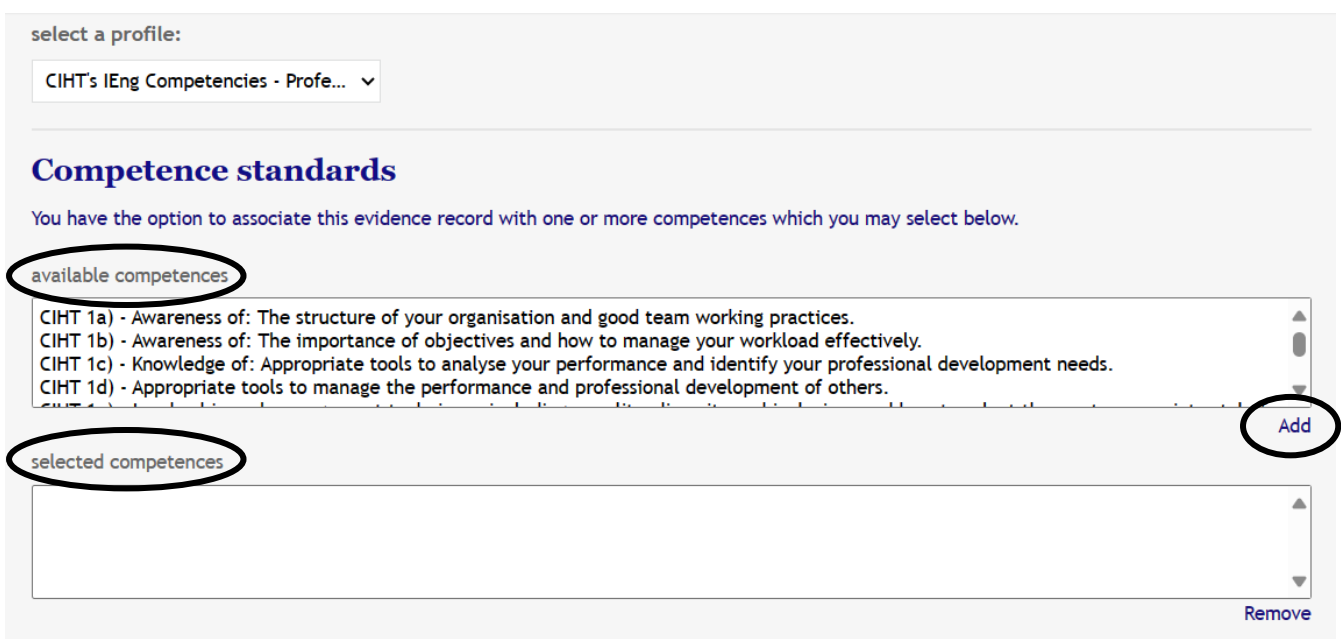 select a profile:
CIHT's IEng Competencies - Profe...
Competence standards
You have the option to associate this evidence record with one or more competences which you may select below.
available competences
CIHT 1a) - Awareness of: The structure of your organisation and good team working practices.
CIHT 1b) - Awareness of: The importance of objectives and how to manage your workload effectively.
CIHT 1c) - Knowledge of: Appropriate tools to analyse your performance and identify your professional development needs.
CIHT 1d) - Appropriate tools to manage the performance and professional development of others.
Add
selected competences
Remove